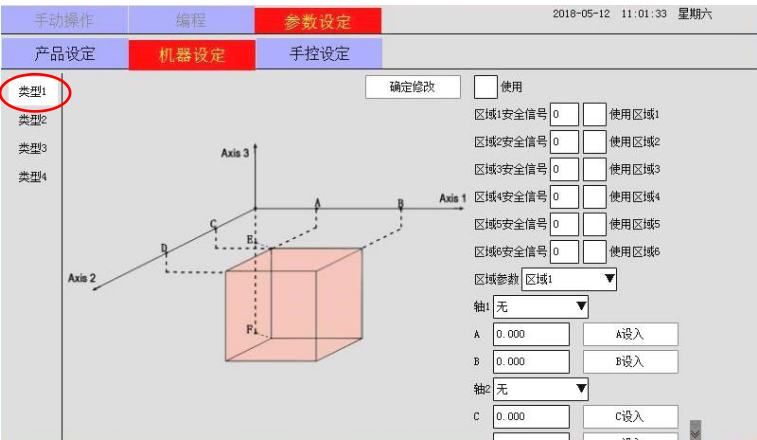 手动操作 编程 参数设定 2018-05-12 11:01:33 星期六
产品设定 机器设定 手控设定
类型1 确定修改 使用
区域1安全信号 0 使用区域1
类型2
区域2安全信号 0 使用区域2
类型3
Axis 3
区域3安全信号 0 使用区域3
类型4
A B Axis 1 区域4安全信号 0 使用区域4
C
区域5安全信号 0 使用区域5
D E 区域6安全信号 0 使用区域6
Axis 2 区域参数 区域1
轴1 无
F A 0.000 A设入
B 0.000 B设入
轴2 无
C 0.000 C设入